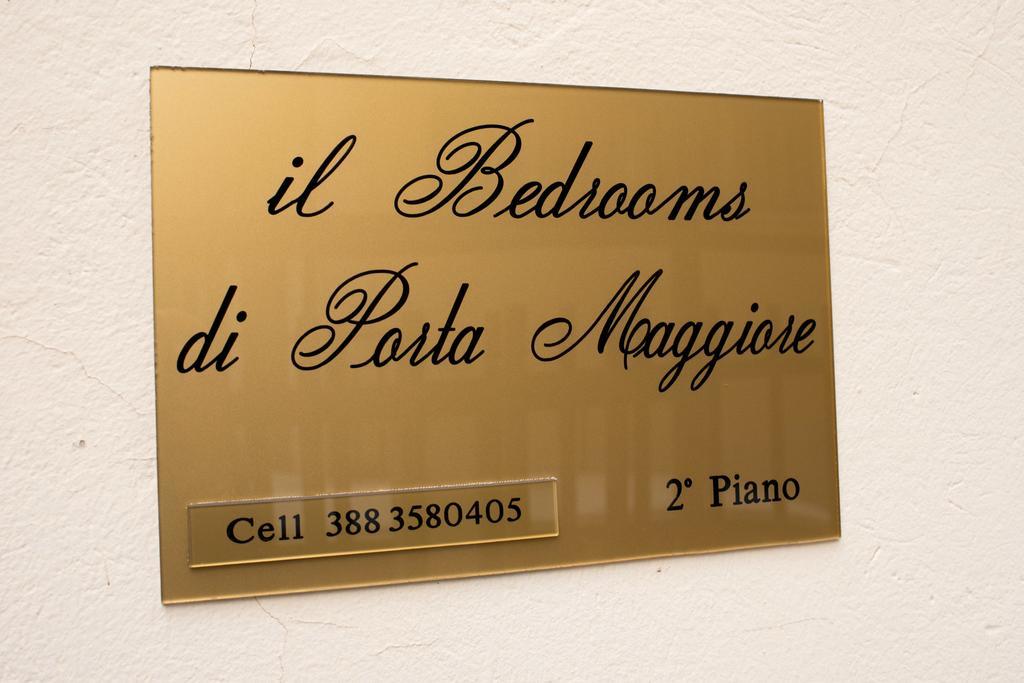 il Bedrooms
di Porta Maggiore
Cell 388 3580405
2° Piano